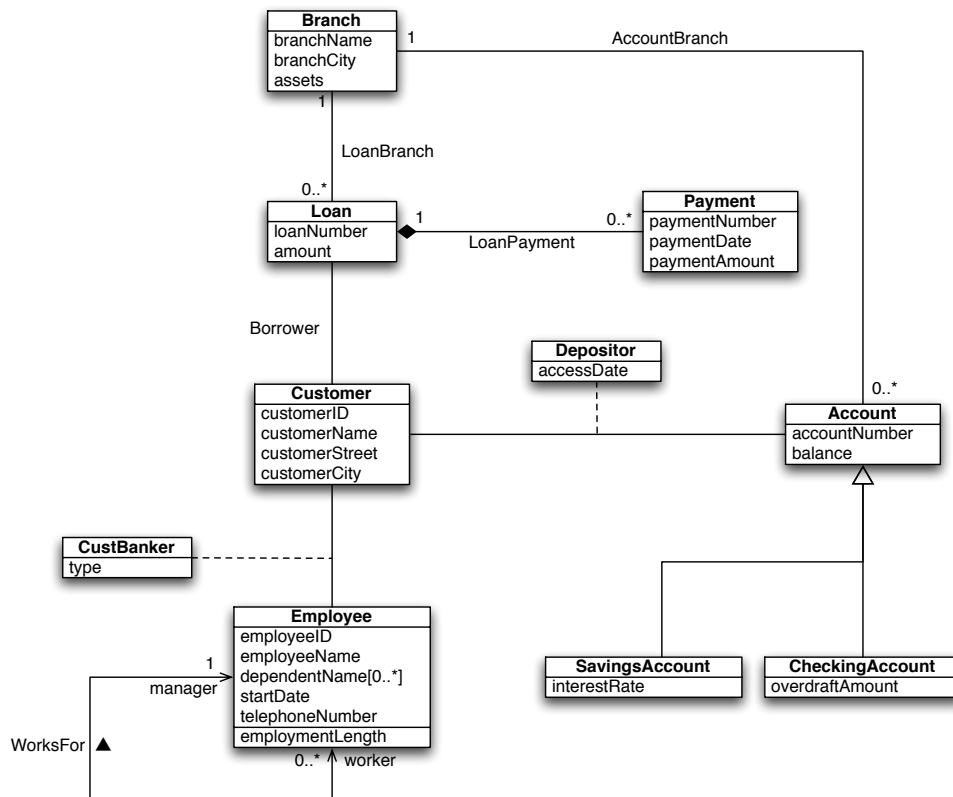 Branch
branchName
branchCity
assets
1
AccountBranch
1
LoanBranch
0..*
Loan
loanNumber
amount
1
0..*
LoanPayment
Payment
paymentNumber
paymentDate
paymentAmount
Borrower
Depositor
accessDate
0..*
Customer
customerID
customerName
customerStreet
customerCity
Account
accountNumber
balance
CustBanker
type
Employee
employeeID
employeeName
dependentName[0..*]
startDate
telephoneNumber
employmentLength
1
manager
WorksFor
0..*
worker
SavingsAccount
interestRate
CheckingAccount
overdraftAmount